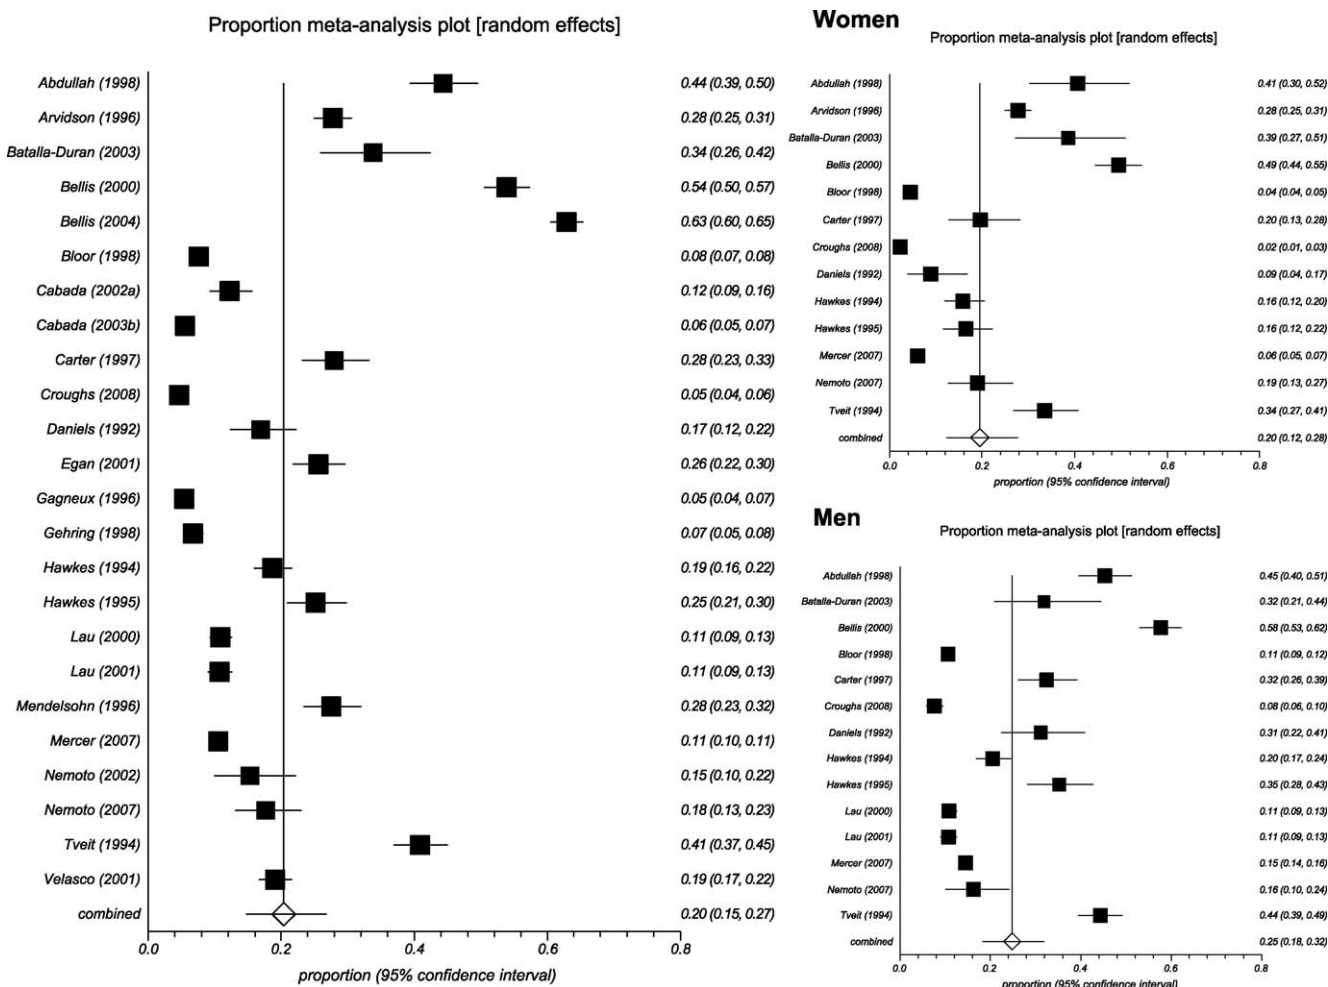 Proportion meta-analysis plot [random effects]
Abdullah (1998) 0.44 (0.39, 0.50)
Arvidson (1996) 0.28 (0.25, 0.31)
Batalla-Duran (2003) 0.34 (0.26, 0.42)
Bellis (2000) 0.54 (0.50, 0.57)
Bellis (2004) 0.63 (0.60, 0.65)
Bloor (1998) 0.08 (0.07, 0.08)
Cabada (2002a) 0.12 (0.09, 0.16)
Cabada (2003b) 0.06 (0.05, 0.07)
Carter (1997) 0.28 (0.23, 0.33)
Croughs (2008) 0.05 (0.04, 0.06)
Daniels (1992) 0.17 (0.12, 0.22)
Egan (2001) 0.26 (0.22, 0.30)
Gagneux (1996) 0.05 (0.04, 0.07)
Gehring (1998) 0.07 (0.05, 0.08)
Hawkes (1994) 0.19 (0.16, 0.22)
Hawkes (1995) 0.25 (0.21, 0.30)
Lau (2000) 0.11 (0.09, 0.13)
Lau (2001) 0.11 (0.09, 0.13)
Mendelsohn (1996) 0.28 (0.23, 0.32)
Mercer (2007) 0.11 (0.10, 0.11)
Nemoto (2002) 0.15 (0.10, 0.22)
Nemoto (2007) 0.18 (0.13, 0.23)
Tveit (1994) 0.41 (0.37, 0.45)
Velasco (2001) 0.19 (0.17, 0.22)
combined 0.20 (0.15, 0.27)
0.0 0.2 0.4 0.6 0.8
proportion (95% confidence interval)
Women
Proportion meta-analysis plot [random effects]
Abdullah (1998) 0.41 (0.30, 0.52)
Arvidson (1996) 0.28 (0.25, 0.31)
Batalla-Duran (2003) 0.39 (0.27, 0.51)
Bellis (2000) 0.49 (0.44, 0.55)
Bloor (1998) 0.04 (0.04, 0.05)
Carter (1997) 0.20 (0.13, 0.28)
Croughs (2008) 0.02 (0.01, 0.03)
Daniels (1992) 0.09 (0.04, 0.17)
Hawkes (1994) 0.16 (0.12, 0.20)
Hawkes (1995) 0.16 (0.12, 0.22)
Mercer (2007) 0.06 (0.05, 0.07)
Nemoto (2007) 0.19 (0.13, 0.27)
Tveit (1994) 0.34 (0.27, 0.41)
combined 0.20 (0.12, 0.28)
0.0 0.2 0.4 0.6 0.8
proportion (95% confidence interval)
Men
Proportion meta-analysis plot [random effects]
Abdullah (1998) 0.45 (0.40, 0.51)
Batalla-Duran (2003) 0.32 (0.21, 0.44)
Bellis (2000) 0.58 (0.53, 0.62)
Bloor (1998) 0.11 (0.09, 0.12)
Carter (1997) 0.32 (0.26, 0.39)
Croughs (2008) 0.08 (0.06, 0.10)
Daniels (1992) 0.31 (0.22, 0.41)
Hawkes (1994) 0.20 (0.17, 0.24)
Hawkes (1995) 0.35 (0.28, 0.43)
Lau (2000) 0.11 (0.09, 0.13)
Lau (2001) 0.11 (0.09, 0.13)
Mercer (2007) 0.15 (0.14, 0.16)
Nemoto (2007) 0.16 (0.10, 0.24)
Tveit (1994) 0.44 (0.39, 0.49)
combined 0.25 (0.18, 0.32)
0.0 0.2 0.4 0.6 0.8
proportion (95% confidence interval)